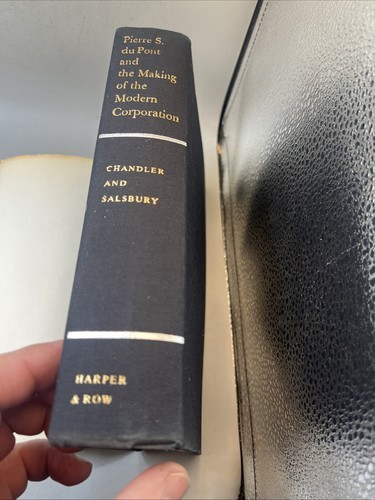 Pierre S.
du Pont
and
the Making
of the
Modern
Corporation
CHANDLER
AND
SALSBURY
HARPER
& ROW